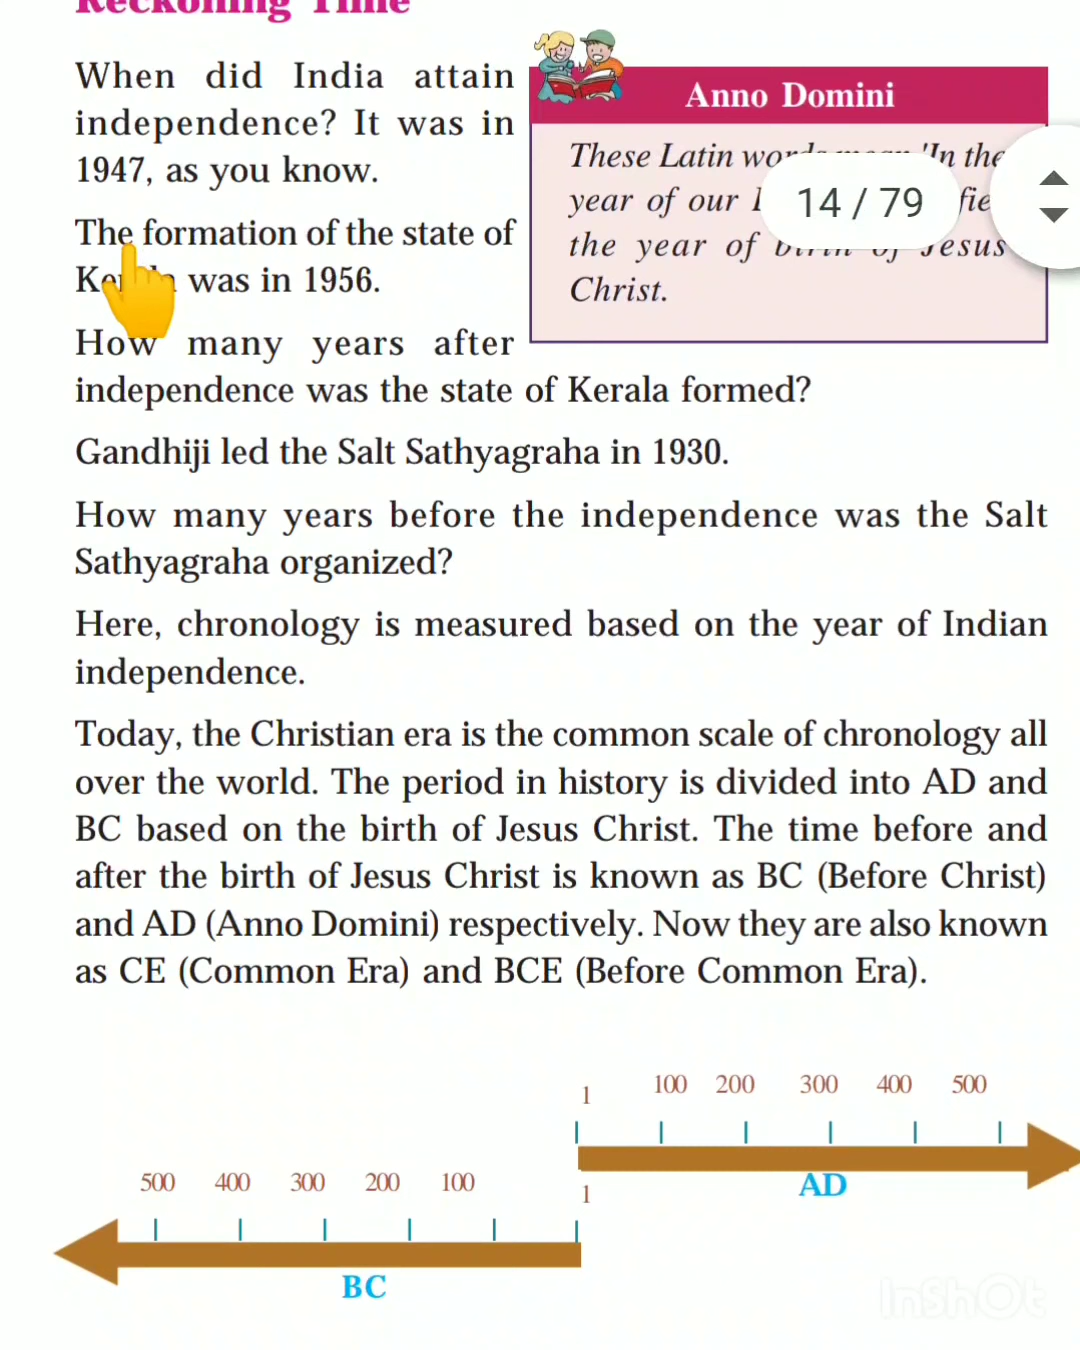 Reckoning Time
When did India attain
independence? It was in
1947, as you know.
The formation of the state of
was in 1956.
How many years after
independence was the state of Kerala formed?
Anno Domini
These Latin 'In the
year of our
the year of Jesus
Christ.
14 / 79
Gandhiji led the Salt Sathyagraha in 1930.
How many years before the independence was the Salt
Sathyagraha organized?
Here, chronology is measured based on the year of Indian
independence.
Today, the Christian era is the common scale of chronology all
over the world. The period in history is divided into AD and
BC based on the birth of Jesus Christ. The time before and
after the birth of Jesus Christ is known as BC (Before Christ)
and AD (Anno Domini) respectively. Now they are also known
as CE (Common Era) and BCE (Before Common Era).
1 100 200 300 400 500
AD
500 400 300 200 100 1
BC
InShOt